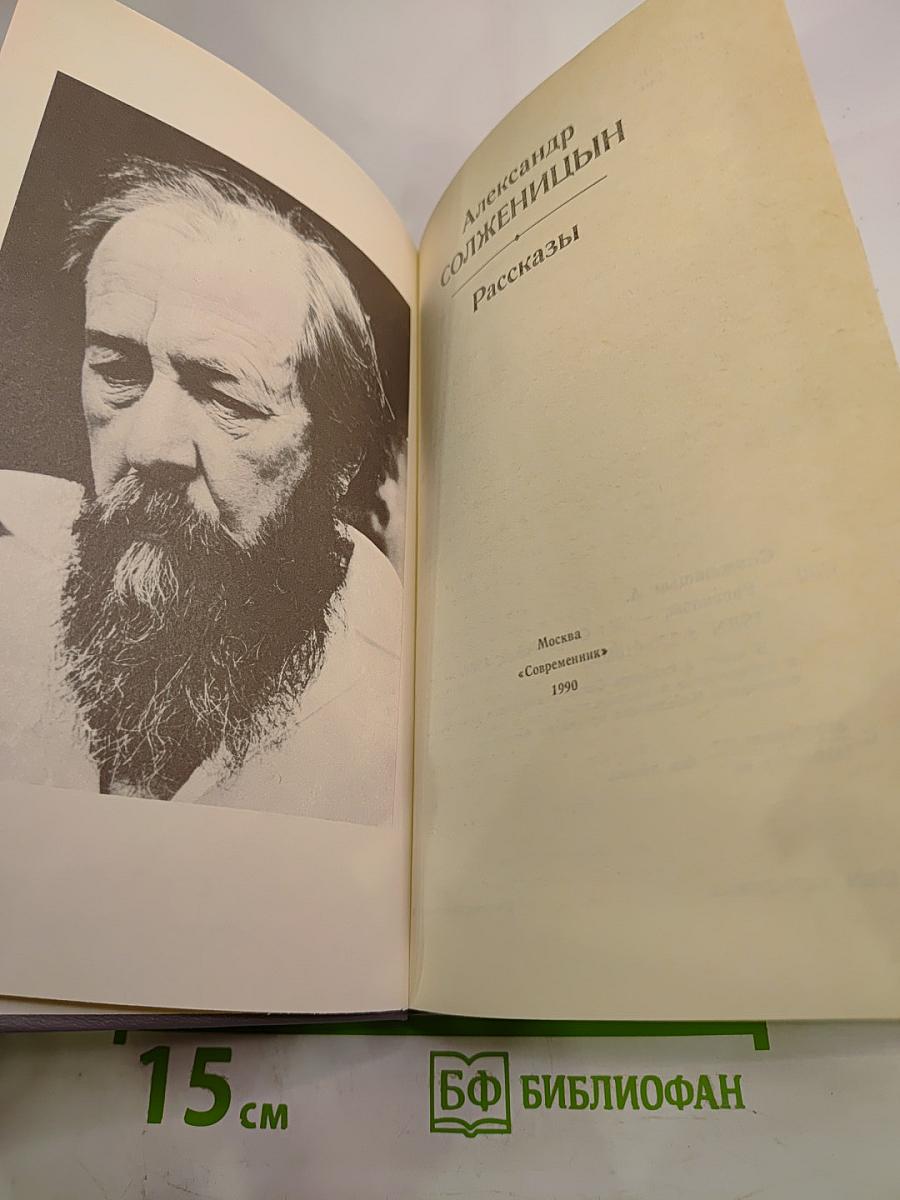 Александр
СОЛЖЕНИЦЫН
Рассказы
Москва
«Современник»
1990
15 см
БФ БИБЛИОФАН